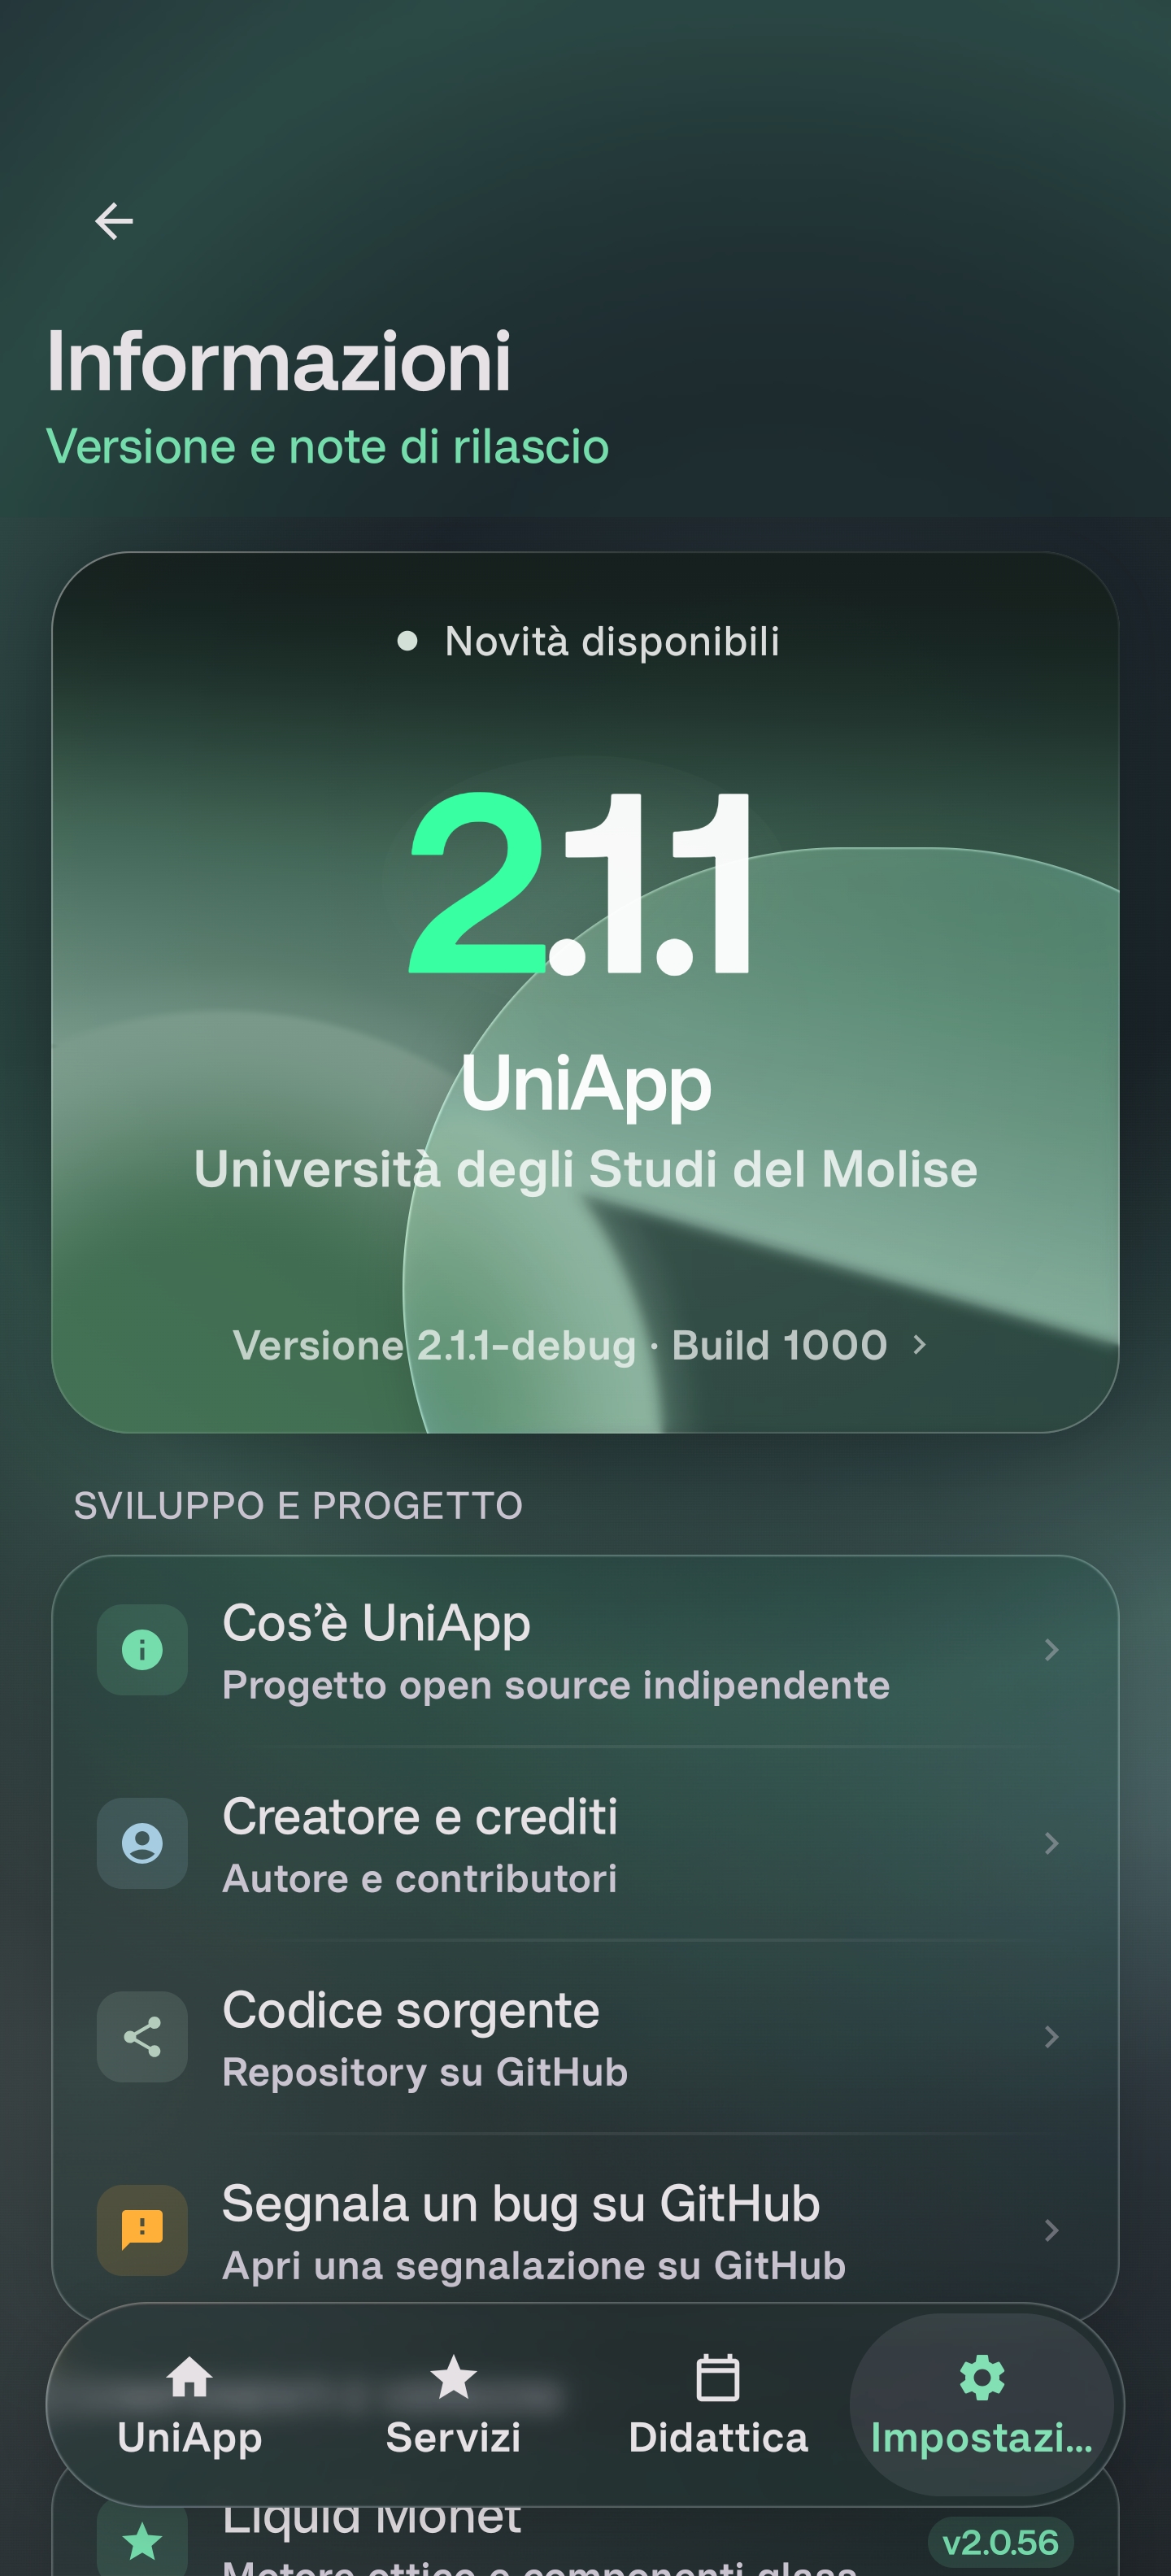 Informazioni
Versione e note di rilascio
Novità disponibili
2.1.1
UniApp
Università degli Studi del Molise
Versione 2.1.1-debug · Build 1000
SVILUPPO E PROGETTO
Cos’è UniApp
Progetto open source indipendente
Creatore e crediti
Autore e contributori
Codice sorgente
Repository su GitHub
Segnala un bug su GitHub
Apri una segnalazione su GitHub
UniApp
Servizi
Didattica
Impostazi...
Liquid Monet
v2.0.56